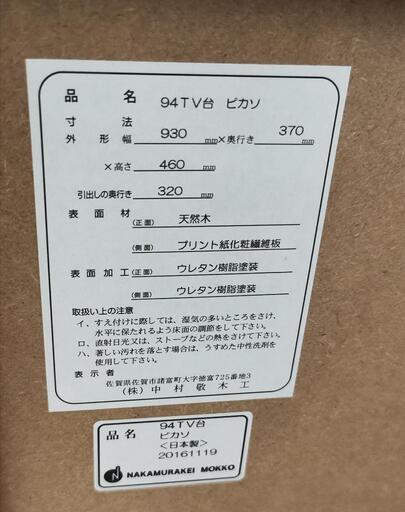 品名 94TV台 ピカソ
寸法
外形 幅 930 mm×奥行き 370 mm
×高さ 460 mm
引出しの奥行き 320 mm
表面材(正面) 天然木
(側面) プリント紙化粧繊維板
表面加工(正面) ウレタン樹脂塗装
(側面) ウレタン樹脂塗装
取扱い上の注意
イ、すえ付けに際しては、湿気の多いところをさけ、
水平に保たれるよう床面の調節をして下さい。
ロ、直射日光又は、ストーブなどの熱をさけて下さい。
ハ、著しい汚れを落とす場合は、うすめた中性洗剤を
使用して下さい。
表示者
佐賀県佐賀市諸富町大字徳富725番地3
(株)中村敬木工
品名 94TV台
ピカソ
<日本製>
20161119
NAKAMURAKEI MOKKO